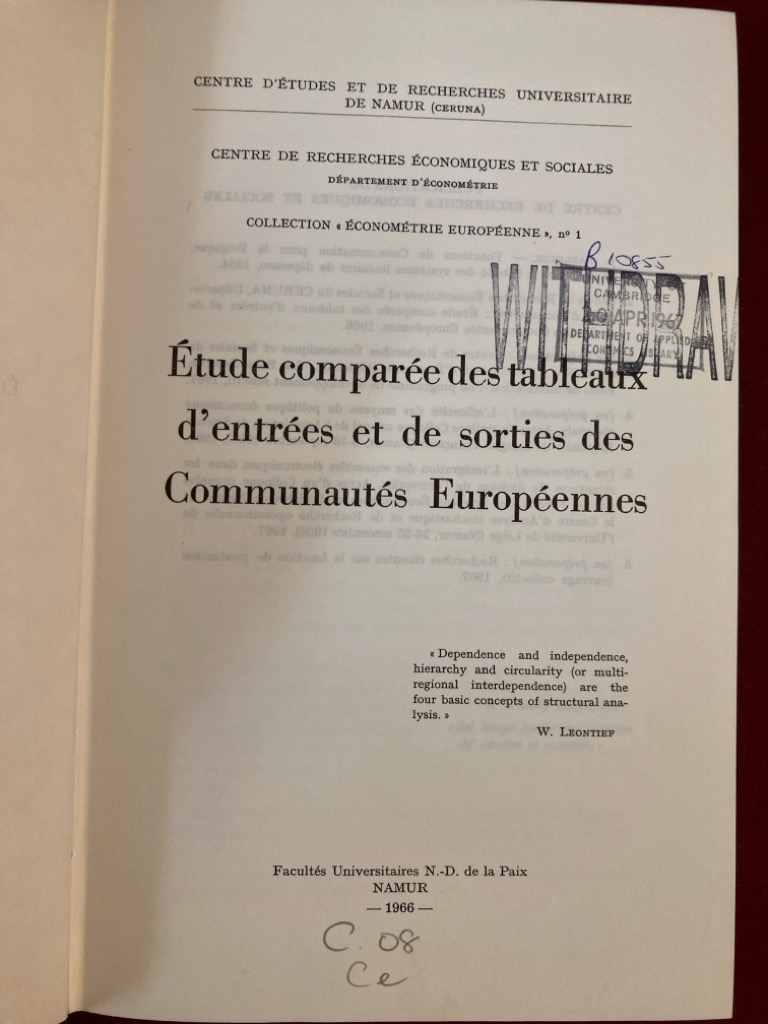 CENTRE D'ÉTUDES ET DE RECHERCHES UNIVERSITAIRE
DE NAMUR (CERUNA)
CENTRE DE RECHERCHES ÉCONOMIQUES ET SOCIALES
DÉPARTEMENT D'ÉCONOMÉTRIE
COLLECTION « ÉCONOMÉTRIE EUROPÉENNE », nº 1
B 10855
WITHDRAW
UNIVERSITY
CAMBRIDGE
20 APR 1967
DEPARTMENT OF APPLIED
ECONOMICS LIBRARY
Étude comparée des tableaux
d'entrées et de sorties des
Communautés Européennes
« Dependence and independence,
hierarchy and circularity (or multi-
regional interdependence) are the
four basic concepts of structural ana-
lysis. »
W. LEONTIEF
Facultés Universitaires N.-D. de la Paix
NAMUR
— 1966 —
C. 08
Ce